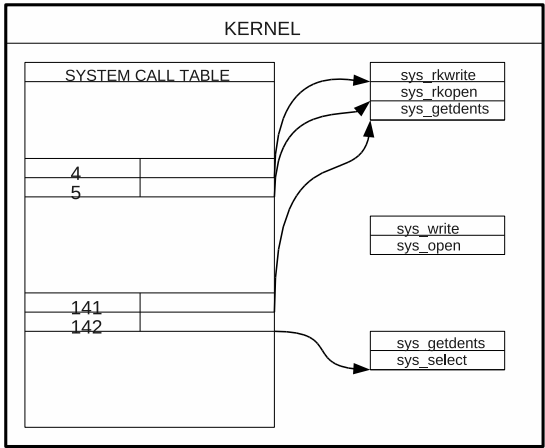 KERNEL
SYSTEM CALL TABLE
4
5
141
142
sys_rkwrite
sys_rkopen
sys_getdents
sys_write
sys_open
sys_getdents
sys_select